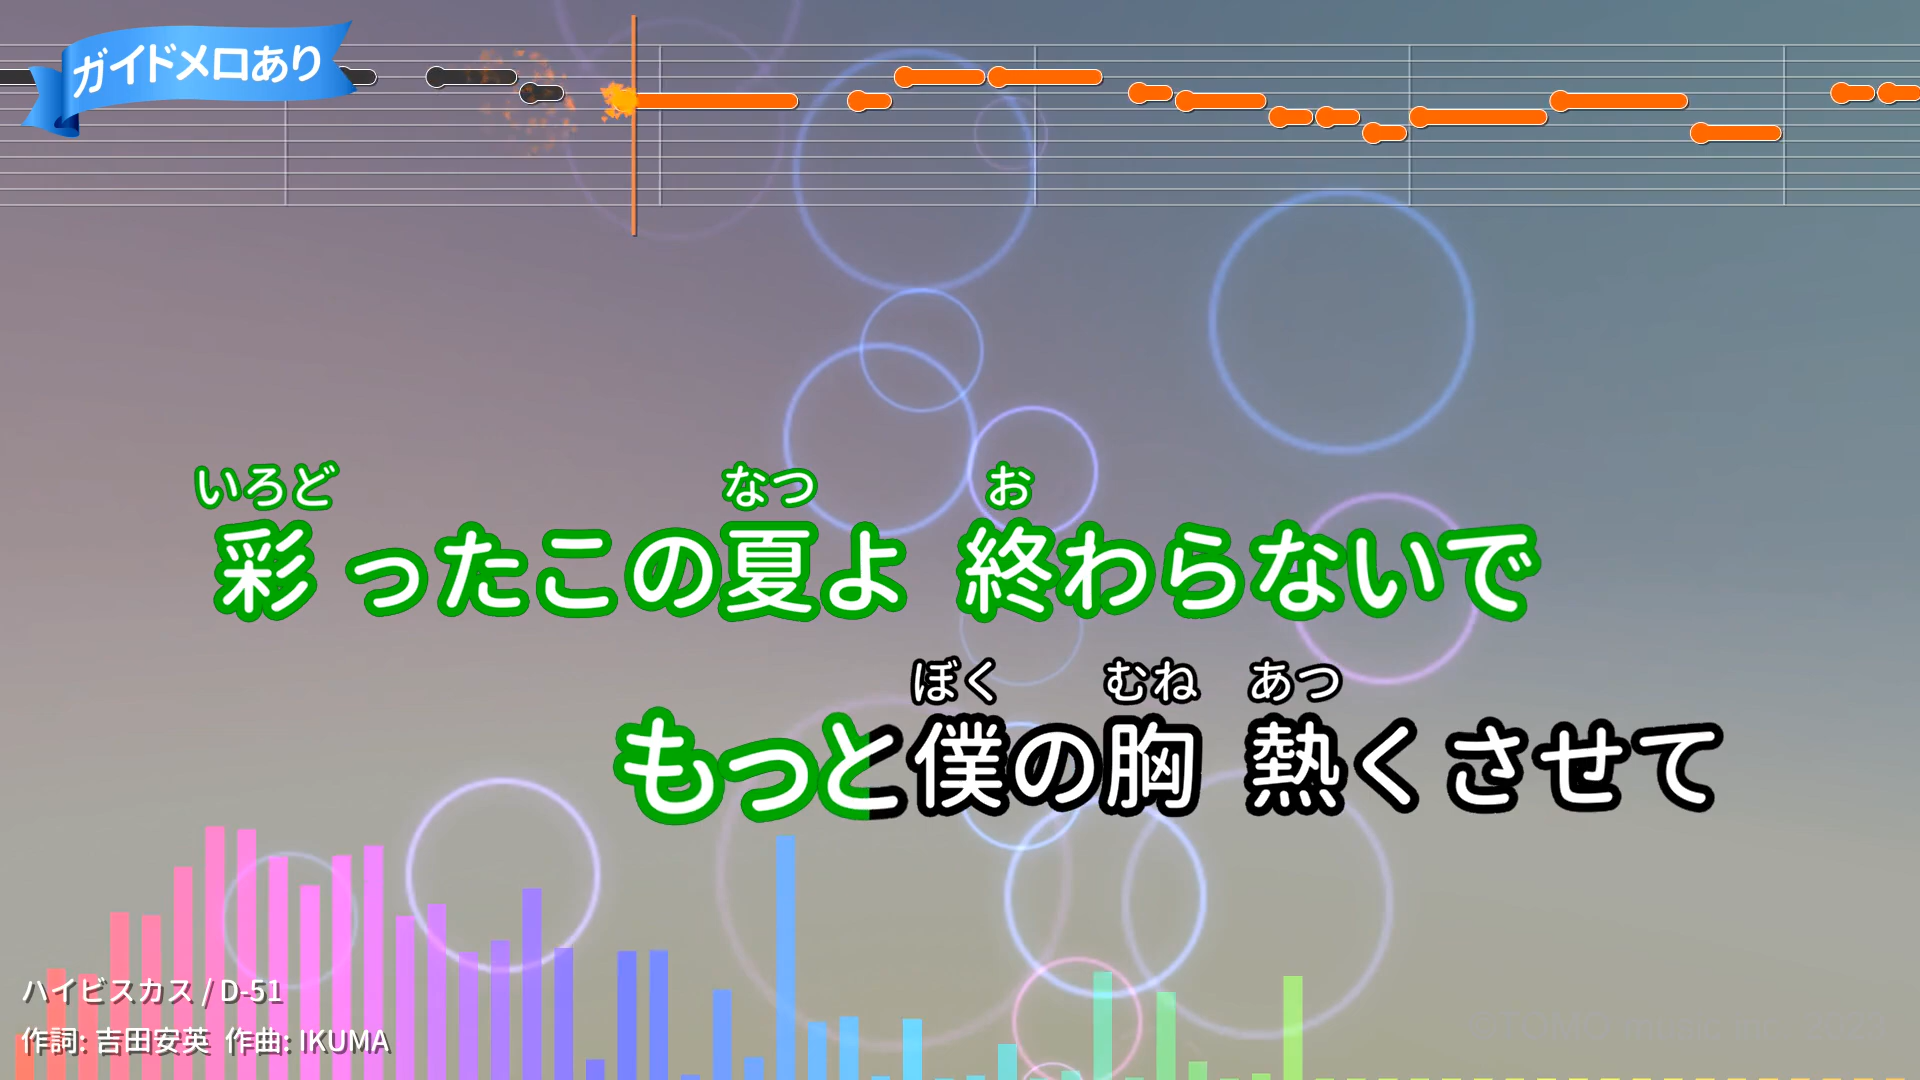 ガイドメロあり
いろど なつ お
彩ったこの夏よ 終わらないで
ぼく むね あつ
もっと僕の胸 熱くさせて
ハイビスカス / D-51
作詞: 吉田安英 作曲: IKUMA